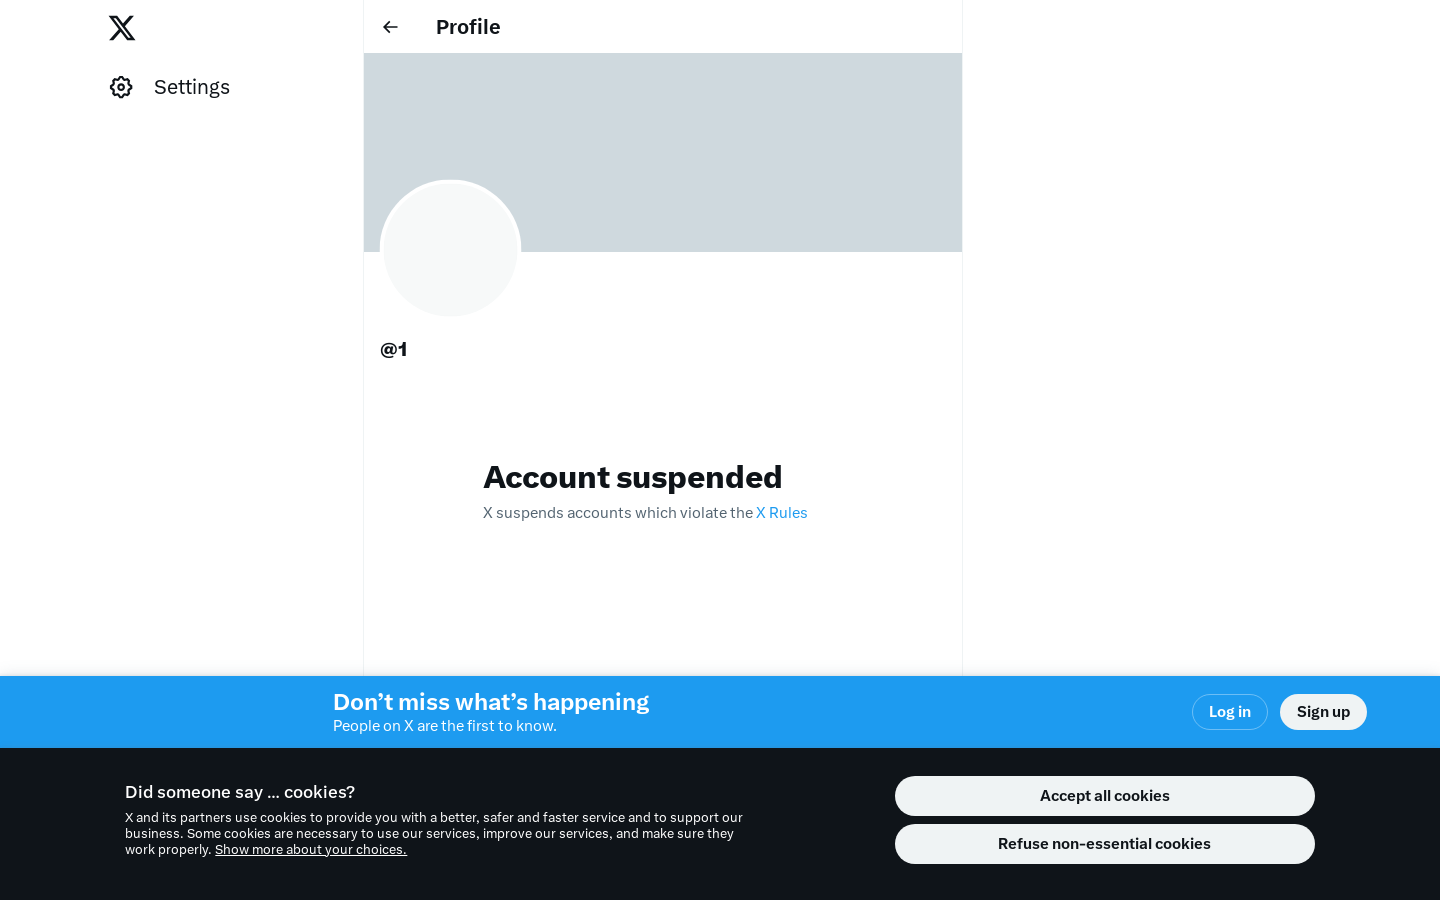 Profile
Settings
@1
Account suspended
X suspends accounts which violate the X Rules
Don’t miss what’s happening
People on X are the first to know.
Log in
Sign up
Did someone say … cookies?
X and its partners use cookies to provide you with a better, safer and faster service and to support our
business. Some cookies are necessary to use our services, improve our services, and make sure they
work properly. Show more about your choices.
Accept all cookies
Refuse non-essential cookies